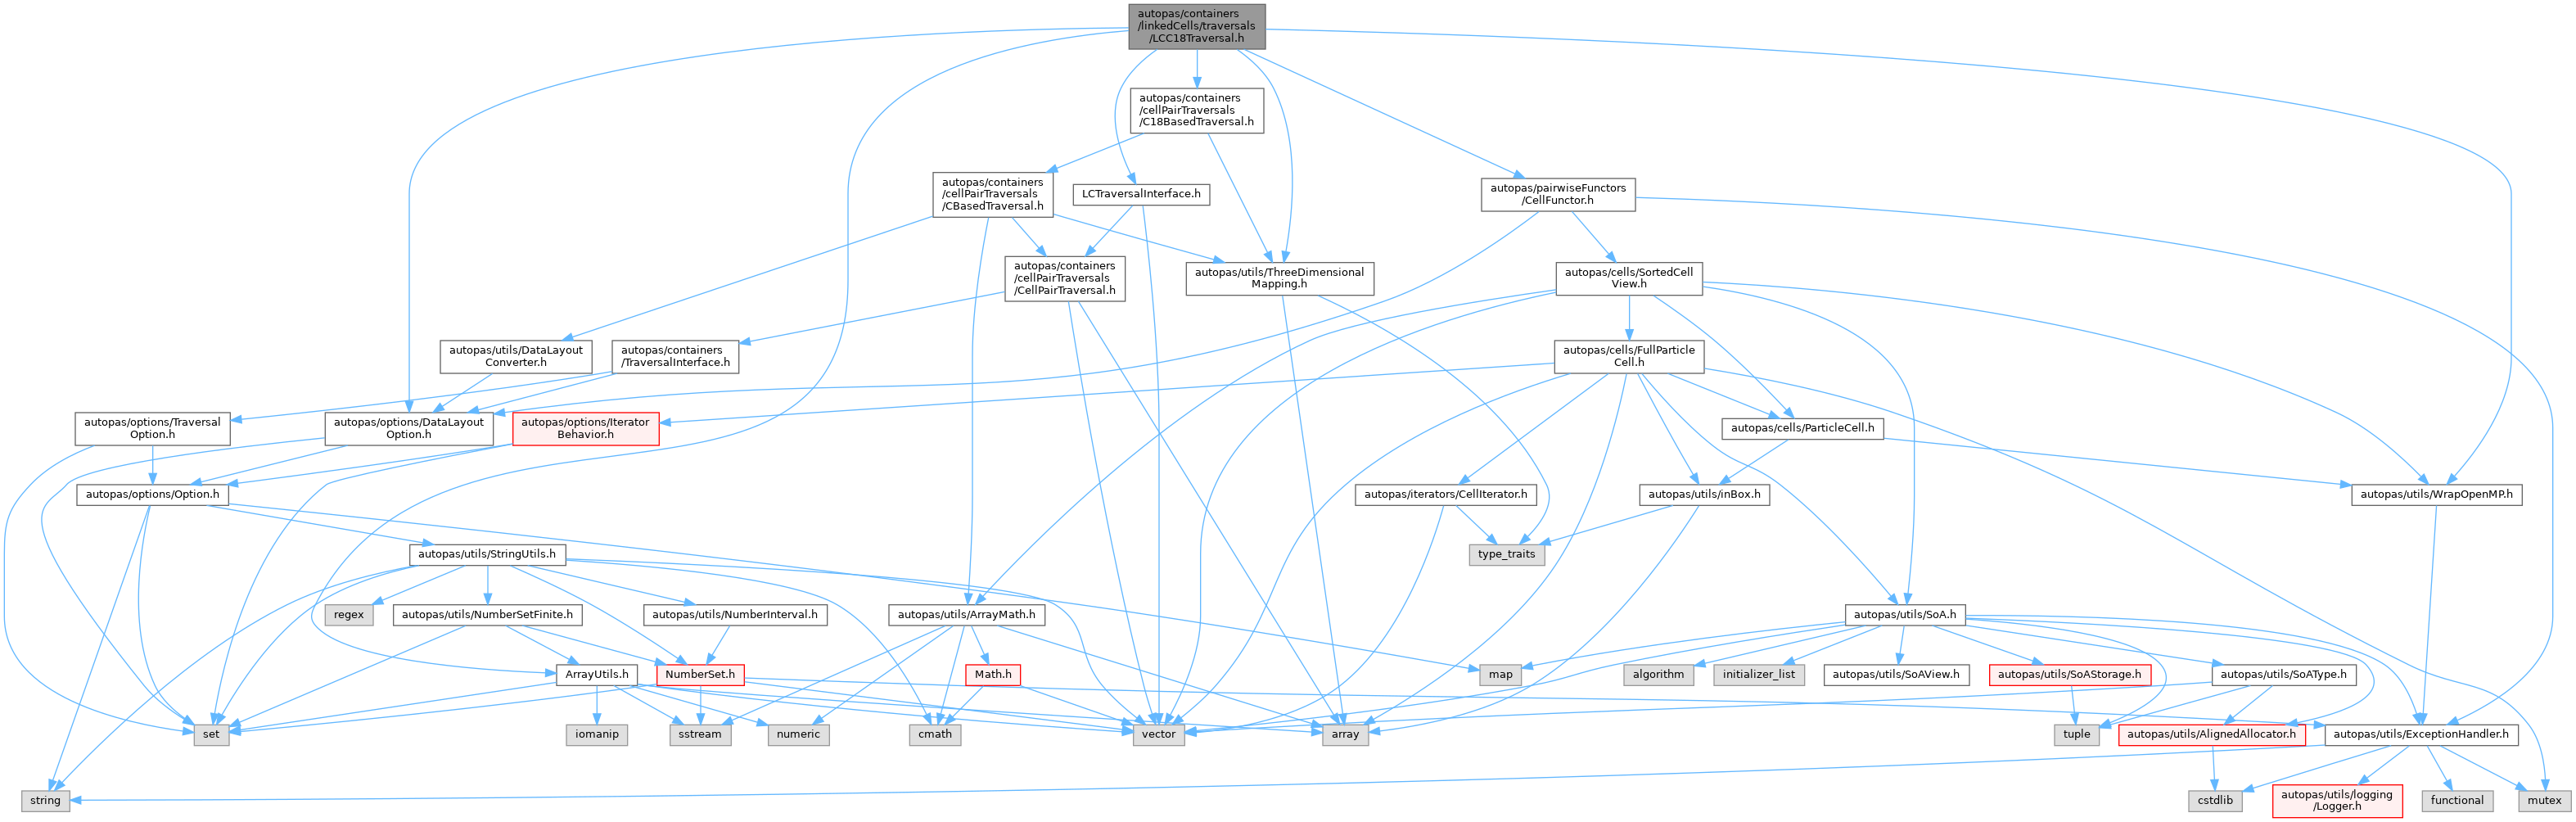 autopas/containers
/linkedCells/traversals
/LCC18Traversal.h
autopas/containers
/cellPairTraversals
/C18BasedTraversal.h
autopas/containers
/cellPairTraversals
/CBasedTraversal.h
LCTraversalInterface.h
autopas/pairwiseFunctors
/CellFunctor.h
autopas/containers
/cellPairTraversals
/CellPairTraversal.h
autopas/utils/ThreeDimensional
Mapping.h
autopas/cells/SortedCell
View.h
autopas/utils/DataLayout
Converter.h
autopas/containers
/TraversalInterface.h
autopas/cells/FullParticle
Cell.h
autopas/options/Traversal
Option.h
autopas/options/DataLayout
Option.h
autopas/options/Iterator
Behavior.h
autopas/cells/ParticleCell.h
autopas/options/Option.h
autopas/iterators/CellIterator.h
autopas/utils/inBox.h
autopas/utils/WrapOpenMP.h
autopas/utils/StringUtils.h
type_traits
regex
autopas/utils/NumberSetFinite.h
autopas/utils/NumberInterval.h
autopas/utils/ArrayMath.h
autopas/utils/SoA.h
ArrayUtils.h
NumberSet.h
Math.h
map
algorithm
initializer_list
autopas/utils/SoAView.h
autopas/utils/SoAStorage.h
autopas/utils/SoAType.h
set
iomanip
sstream
numeric
cmath
vector
array
tuple
autopas/utils/AlignedAllocator.h
autopas/utils/ExceptionHandler.h
string
cstdlib
autopas/utils/logging
/Logger.h
functional
mutex